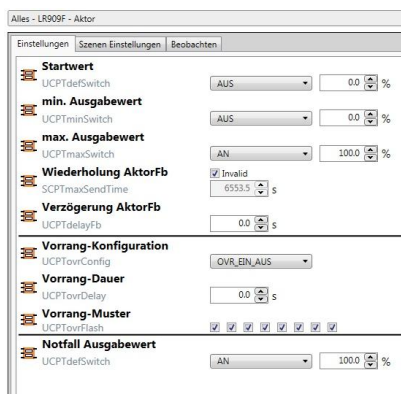 Alles - LR909F - Aktor
Einstellungen Szenen Einstellungen Beobachten
Startwert
UCPTdefSwitch AUS 0.0 %
min. Ausgabewert
UCPTminSwitch AUS 0.0 %
max. Ausgabewert
UCPTmaxSwitch AN 100.0 %
Wiederholung AktorFb Invalid
SCPTmaxSendTime 6553.5 s
Verzögerung AktorFb
UCPTdelayFb 0.0 s
Vorrang-Konfiguration
UCPTovrConfig OVR_EIN_AUS
Vorrang-Dauer
UCPTovrDelay 0.0 s
Vorrang-Muster
UCPTovrFlash
Notfall Ausgabewert
UCPTdefSwitch AN 100.0 %